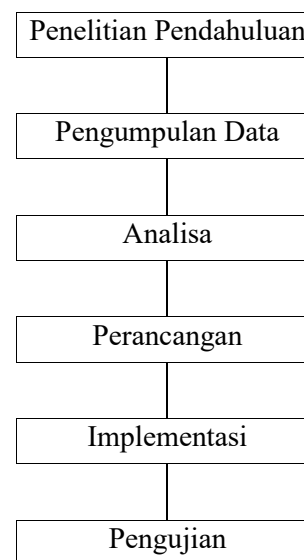 Penelitian Pendahuluan
Pengumpulan Data
Analisa
Perancangan
Implementasi
Pengujian